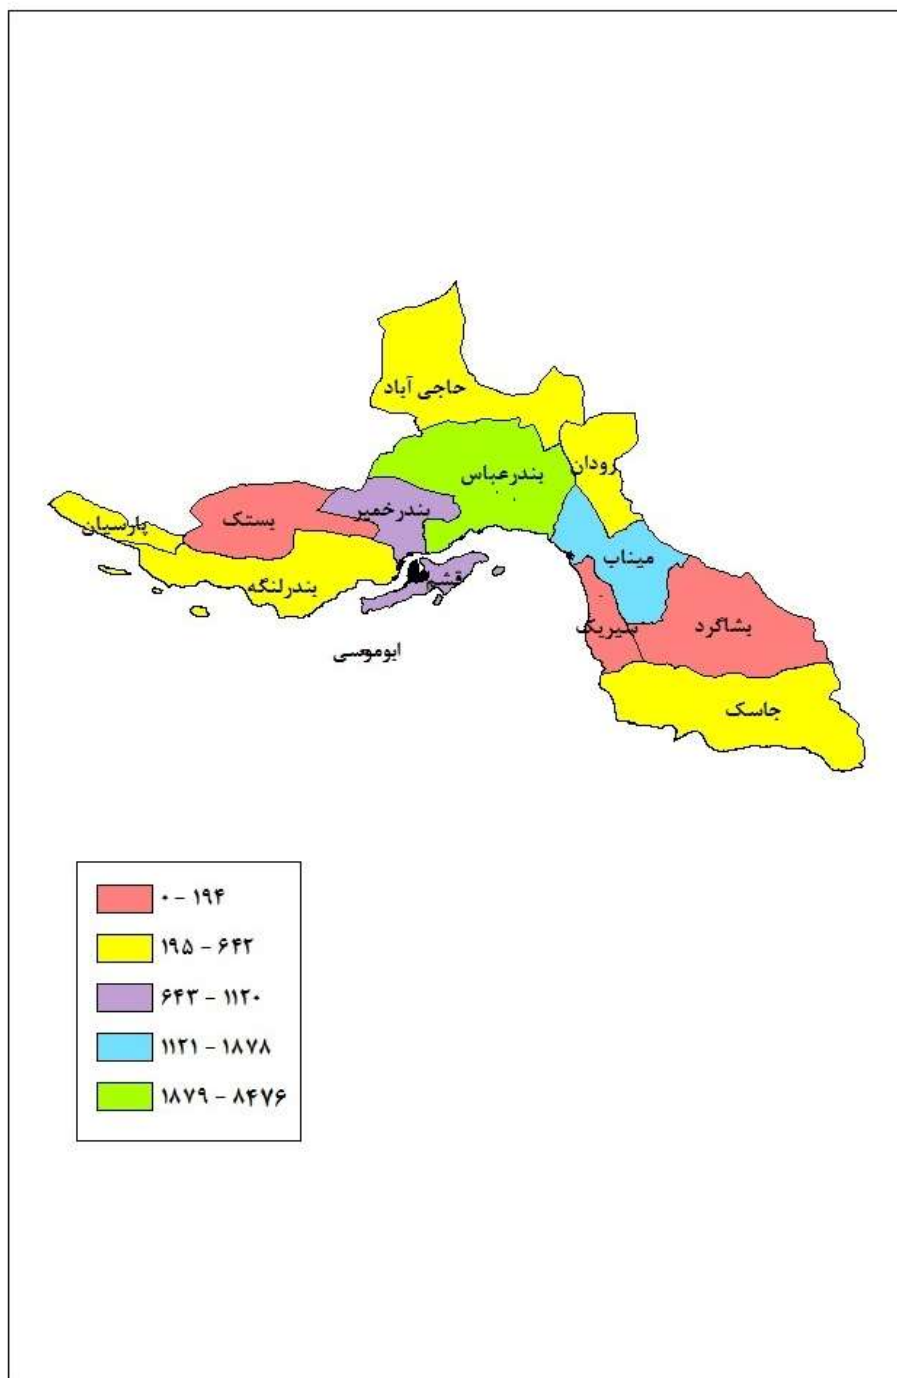 حاجی آباد
رودان
بندرعباس
بندرخمیر
بستک
پارسیان
میناب
بندرلنگه
بشاگرد
سیریک
ابوموسی
جاسک
۰ - ۱۹۴
۱۹۵ - ۶۴۲
۶۴۳ - ۱۱۲۰
۱۱۲۱ - ۱۸۷۸
۱۸۷۹ - ۸۴۷۶